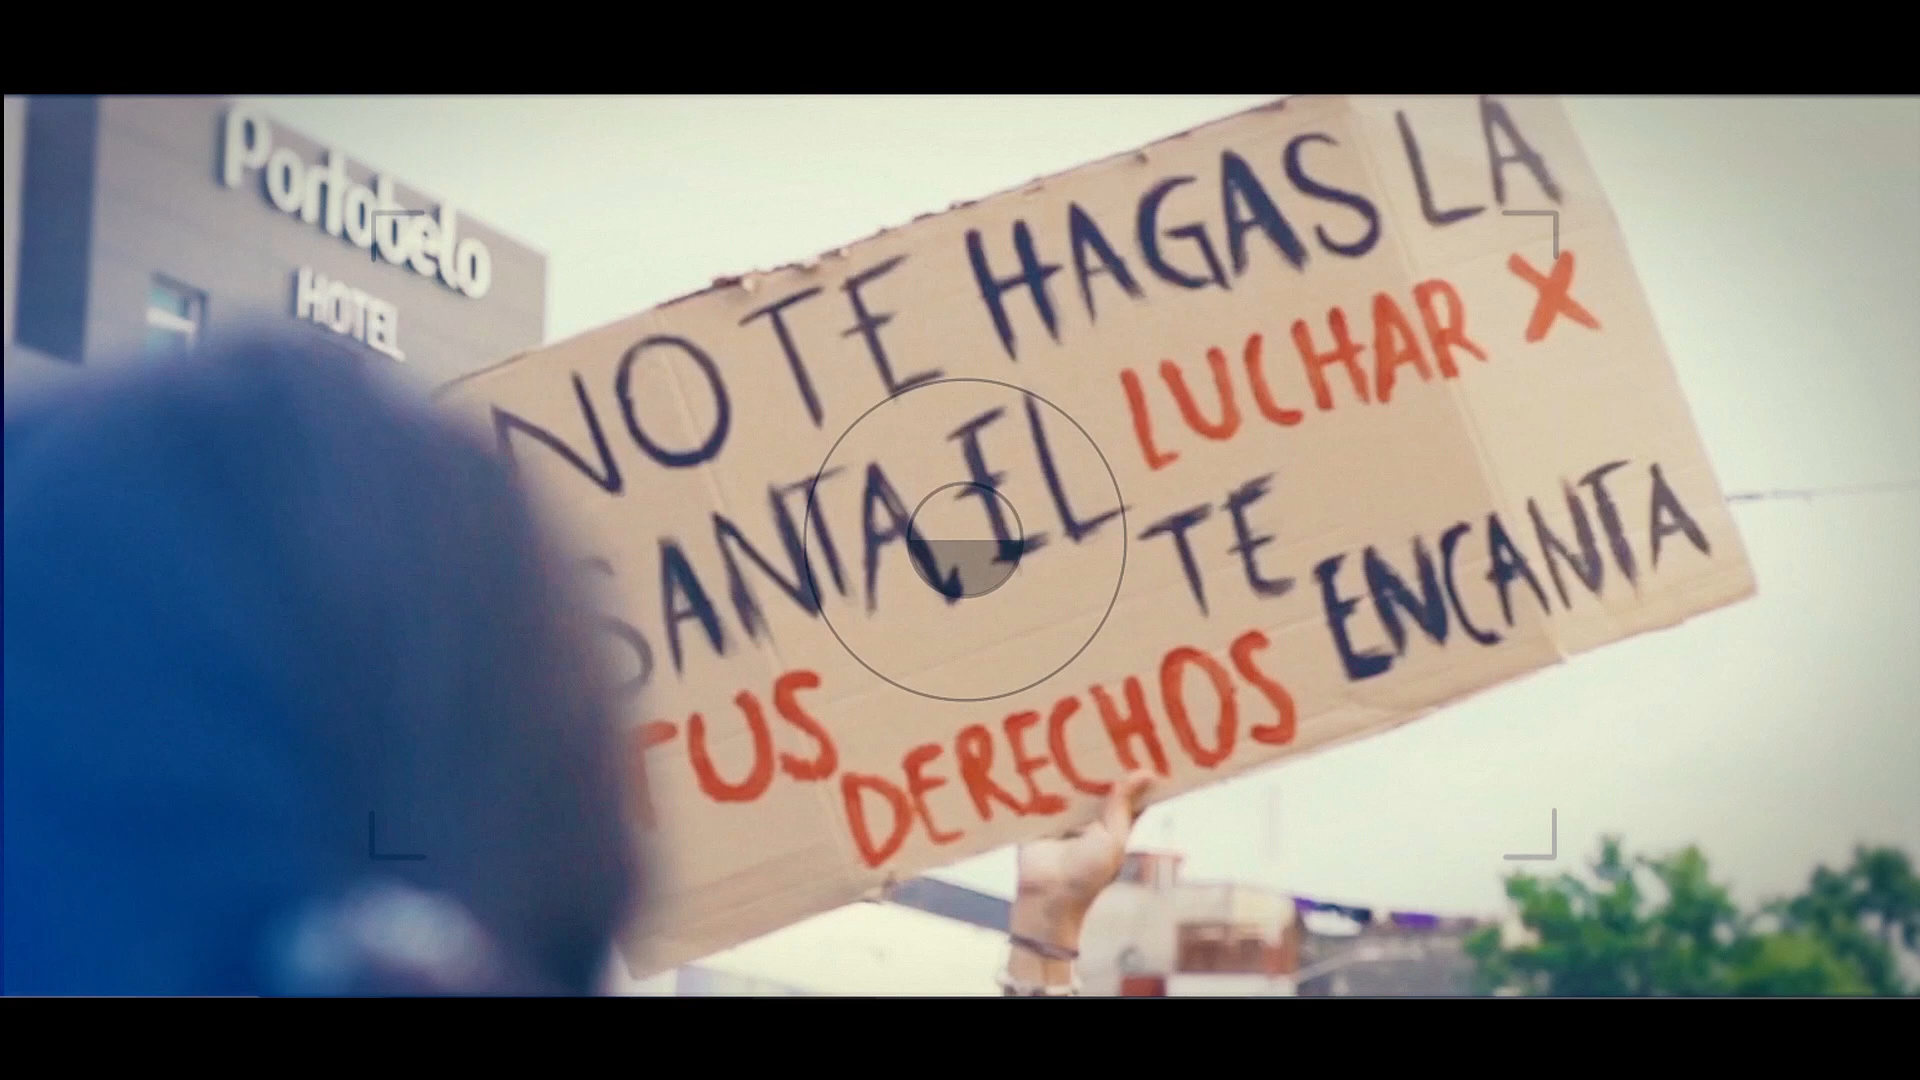 Portobelo
HOTEL
NO TE HAGAS LA
SANTA EL LUCHAR X
TUS DERECHOS TE ENCANTA